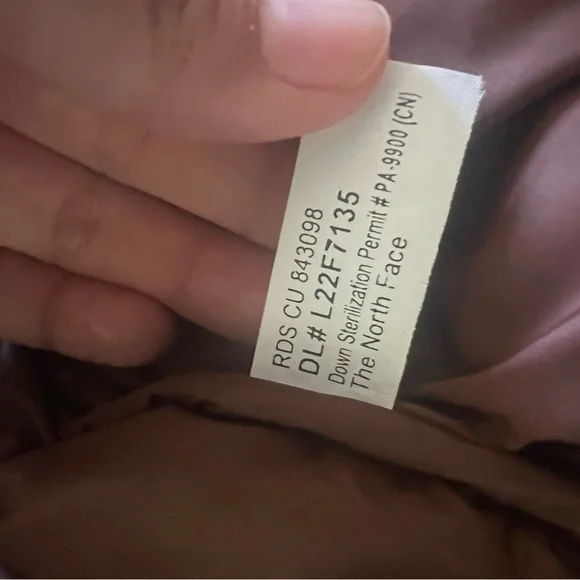 RDS CU 843098
DL# L22F7135
Down Sterilization Permit # PA-9900 (CN)
The North Face